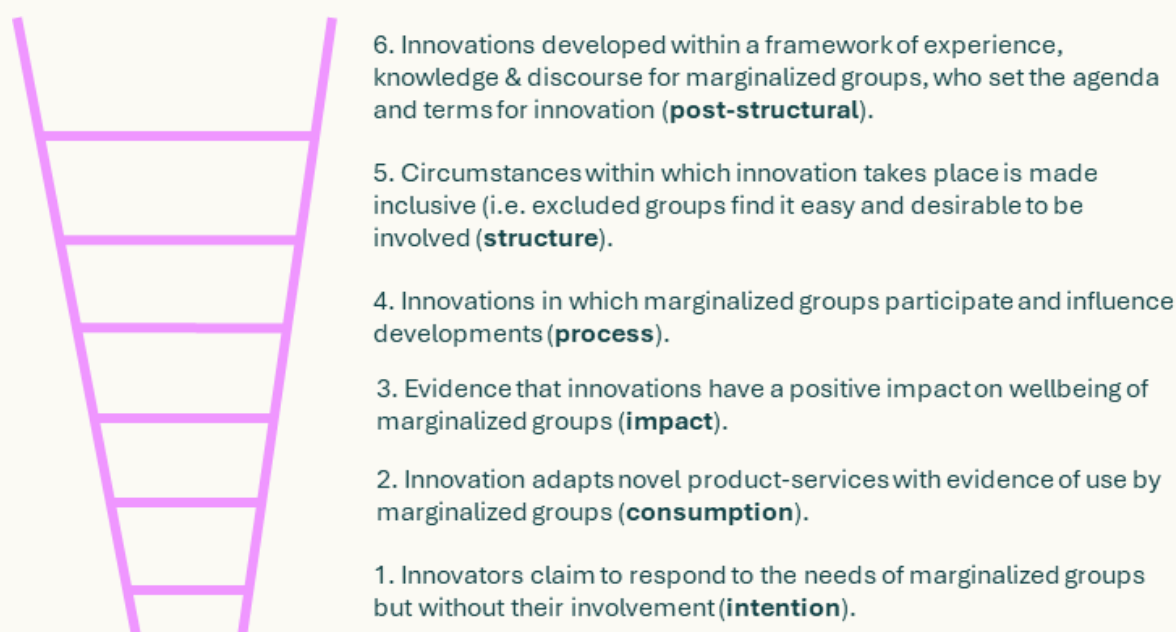 6. Innovations developed within a framework of experience,
knowledge & discourse for marginalized groups, who set the agenda
and terms for innovation (post-structural).
5. Circumstances within which innovation takes place is made
inclusive (i.e. excluded groups find it easy and desirable to be
involved (structure).
4. Innovations in which marginalized groups participate and influence
developments (process).
3. Evidence that innovations have a positive impact on wellbeing of
marginalized groups (impact).
2. Innovation adapts novel product-services with evidence of use by
marginalized groups (consumption).
1. Innovators claim to respond to the needs of marginalized groups
but without their involvement (intention).